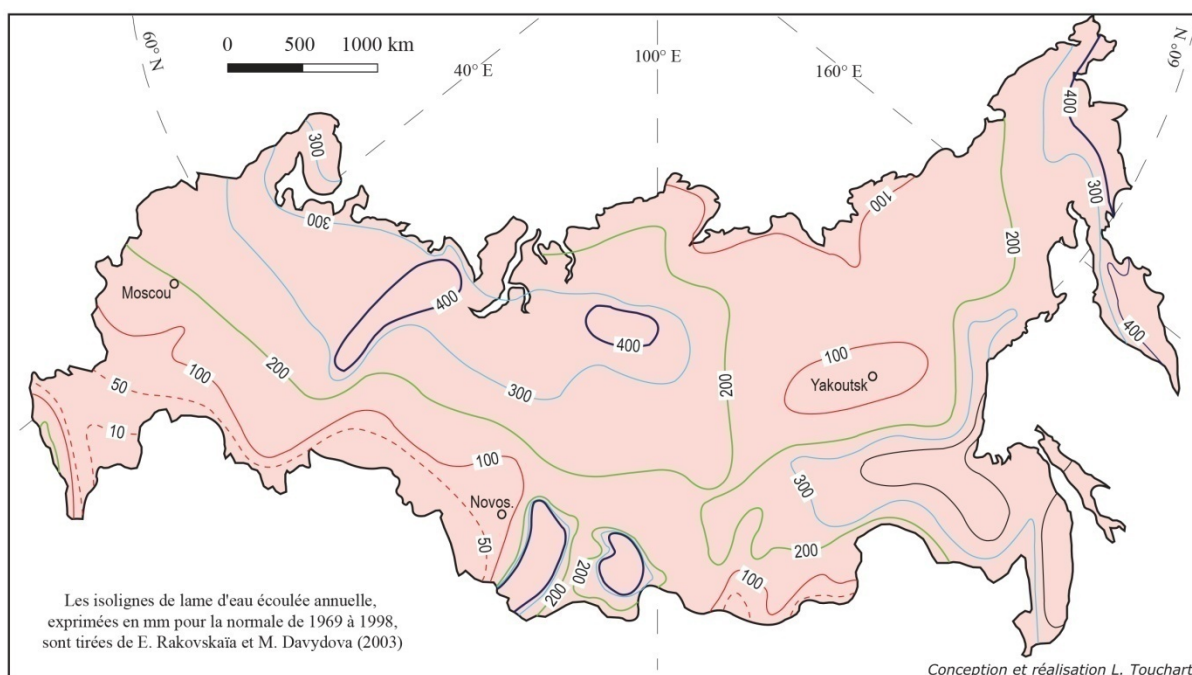 0 500 1000 km
60° N
40° E
100° E
160° E
60° N
400
300
300
300
100
200
400
400
400
Moscou
200
100
300
200
100
Yakoutsk
50
10
100
300
Novos.
50
200
200
200
100
Les isolignes de lame d'eau écoulée annuelle,
exprimées en mm pour la normale de 1969 à 1998,
sont tirées de E. Rakovskaïa et M. Davydova (2003)
Conception et réalisation L. Touchart